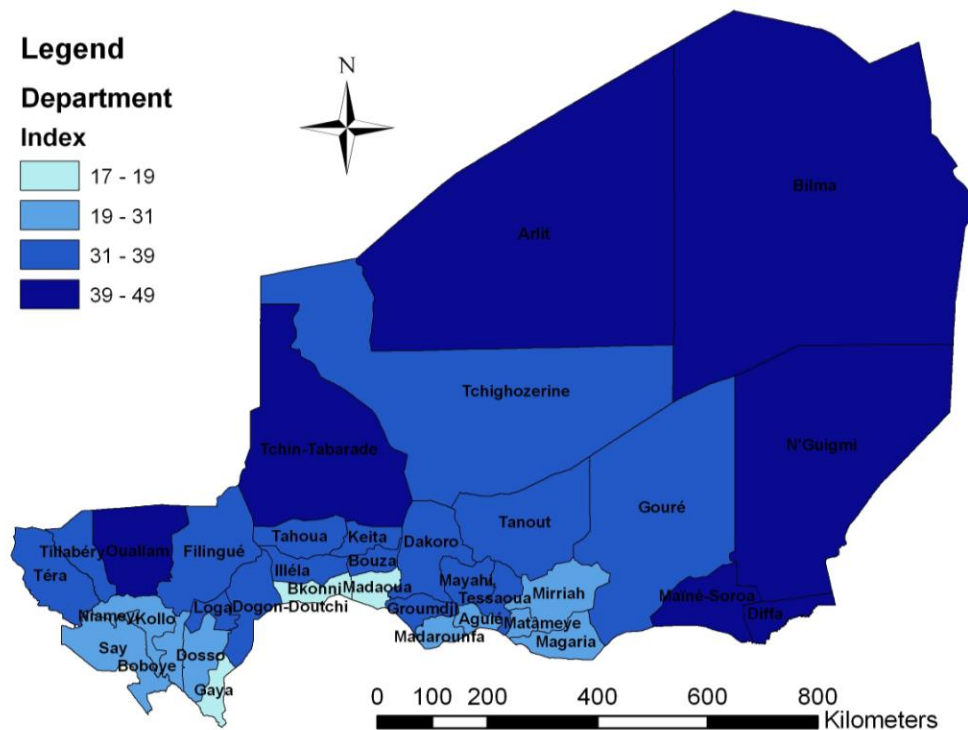 Legend
Department
Index
17 - 19
19 - 31
31 - 39
39 - 49
N
Bilma
Arlit
Tchighozerine
Tchin-Tabarade
N'Guigmi
Gouré
Tanout
Tahoua
Keita
Dakoro
Tillabéry
Ouallam
Filingué
Téra
Illéla
Bouza
Mayahi
Tessaoua
Mirriah
Maïné-Soroa
Diffa
Bkonni
Madaoua
Loga
Dogon-Doutchi
Groumdji
Aguié
Matameye
Madarounfa
Magaria
Niamey
Kollo
Say
Boboye
Dosso
Gaya
0 100 200 400 600 800
Kilometers